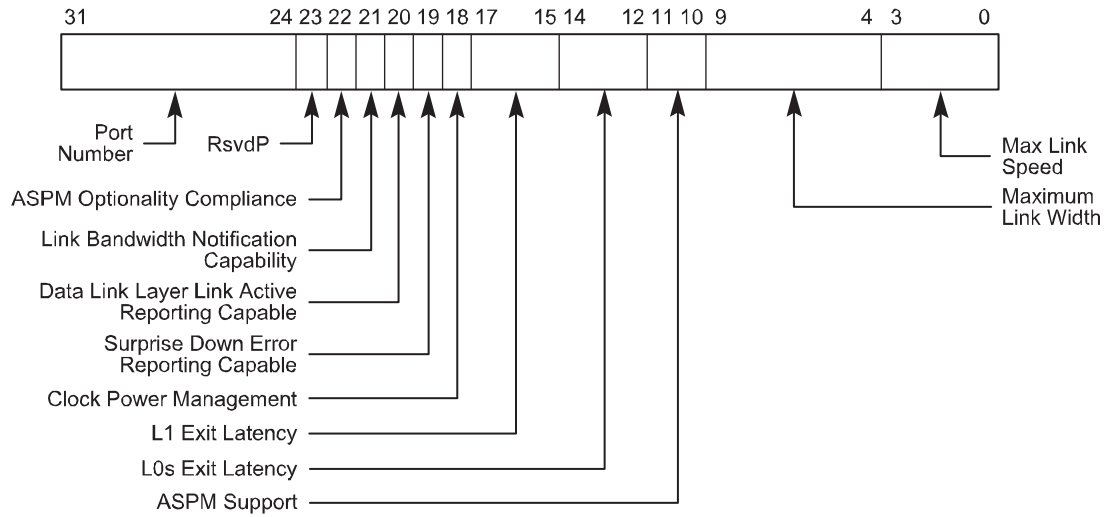 31 24 23 22 21 20 19 18 17 15 14 12 11 10 9 4 3 0
Port
Number
RsvdP
Max Link
Speed
ASPM Optionality Compliance
Maximum
Link Width
Link Bandwidth Notification
Capability
Data Link Layer Link Active
Reporting Capable
Surprise Down Error
Reporting Capable
Clock Power Management
L1 Exit Latency
L0s Exit Latency
ASPM Support